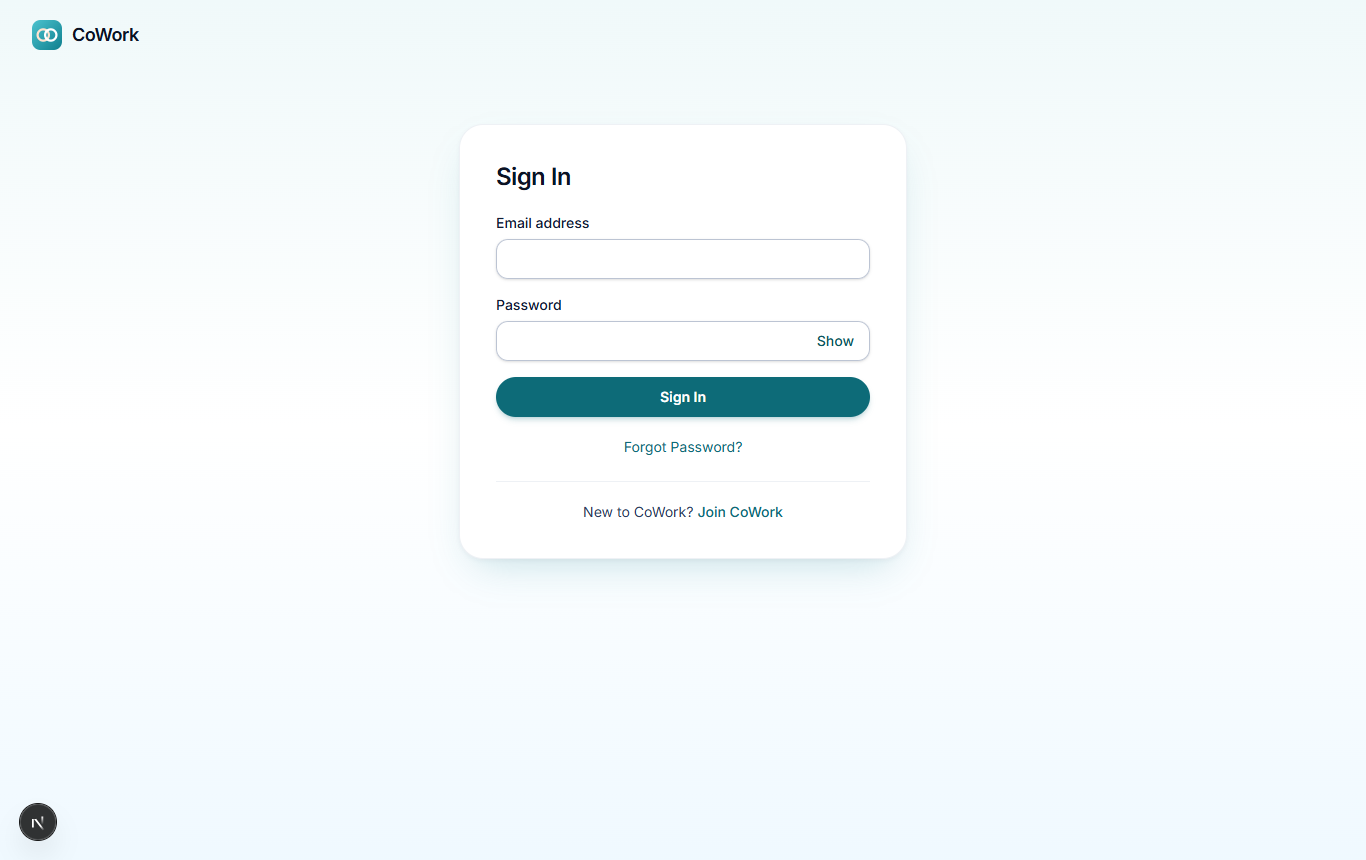 CoWork
Sign In
Email address
Password
Show
Sign In
Forgot Password?
New to CoWork? Join CoWork
N